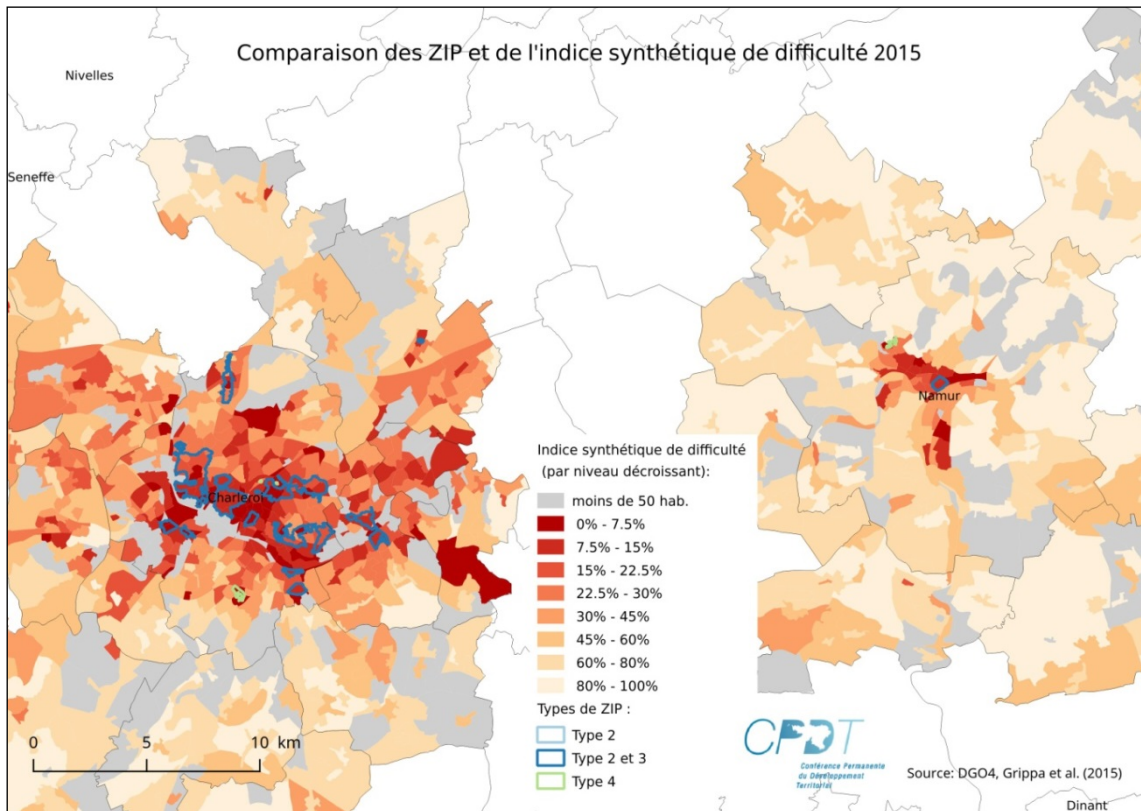 Comparaison des ZIP et de l'indice synthétique de difficulté 2015
Nivelles
Seneffe
Charleroi
Namur
Indice synthétique de difficulté
(par niveau décroissant):
moins de 50 hab.
0% - 7.5%
7.5% - 15%
15% - 22.5%
22.5% - 30%
30% - 45%
45% - 60%
60% - 80%
80% - 100%
Types de ZIP :
Type 2
Type 2 et 3
Type 4
0 5 10 km
CPDT
Conférence Permanente
du Développement
Territorial
Source: DGO4, Grippa et al. (2015)
Dinant